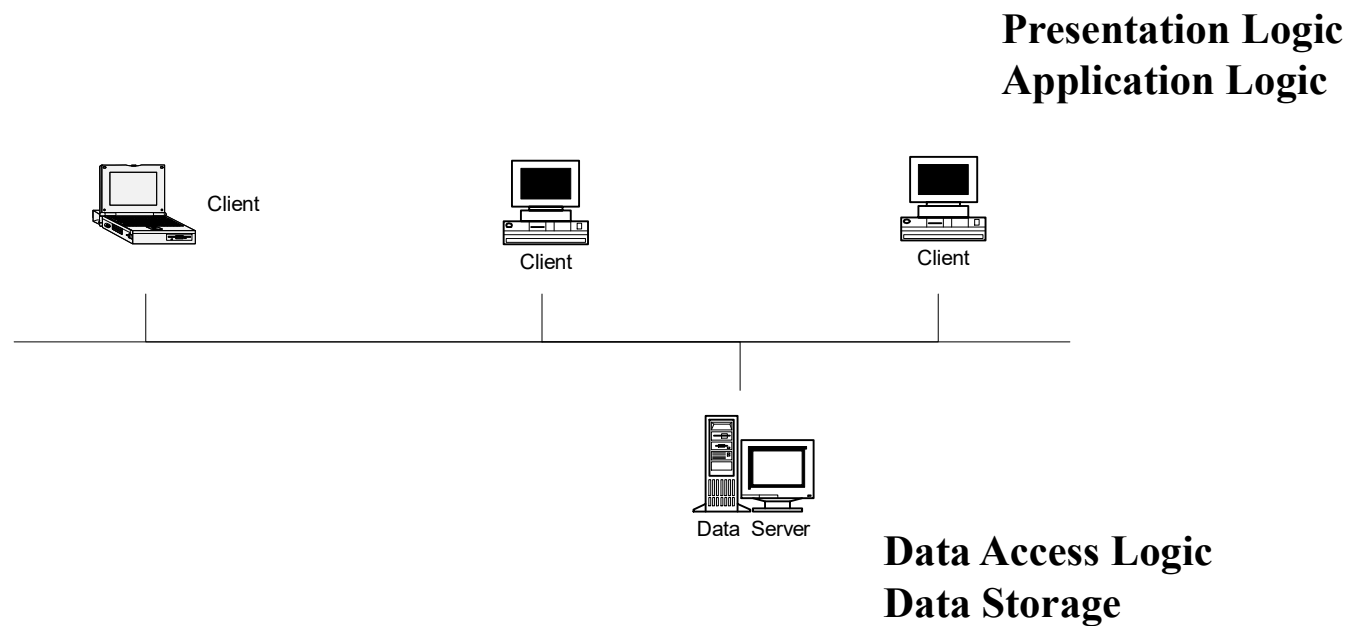 Presentation Logic
Application Logic
Client
Client
Client
Data Server
Data Access Logic
Data Storage